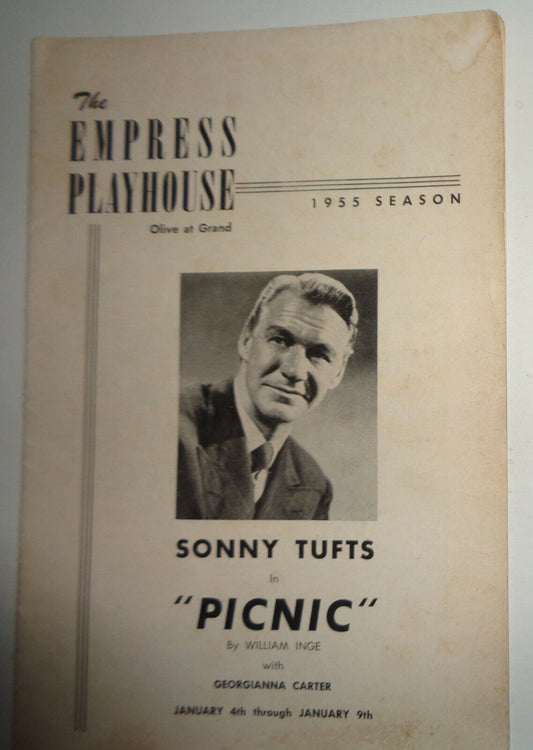 The
EMPRESS
PLAYHOUSE
1955 SEASON
Olive at Grand
SONNY TUFTS
In
"PICNIC"
By WILLIAM INGE
with
GEORGIANNA CARTER
JANUARY 4th through JANUARY 9th